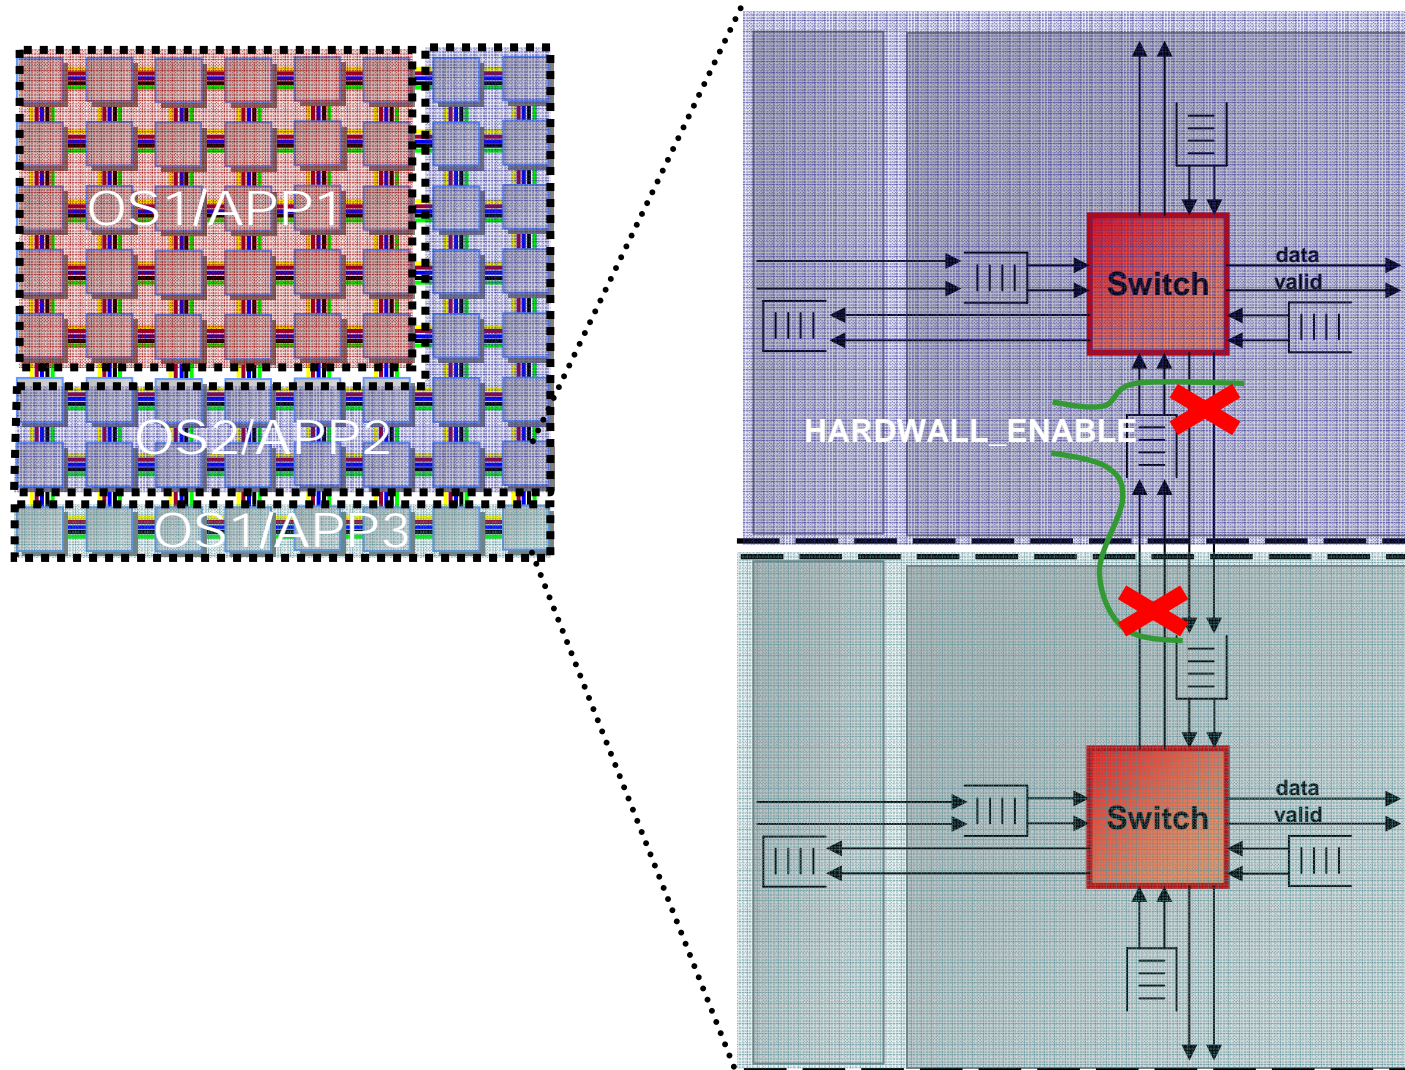 OS1/APP1
OS2/APP2
OS1/APP3
Switch
data
valid
HARDWALL_ENABLE
Switch
data
valid